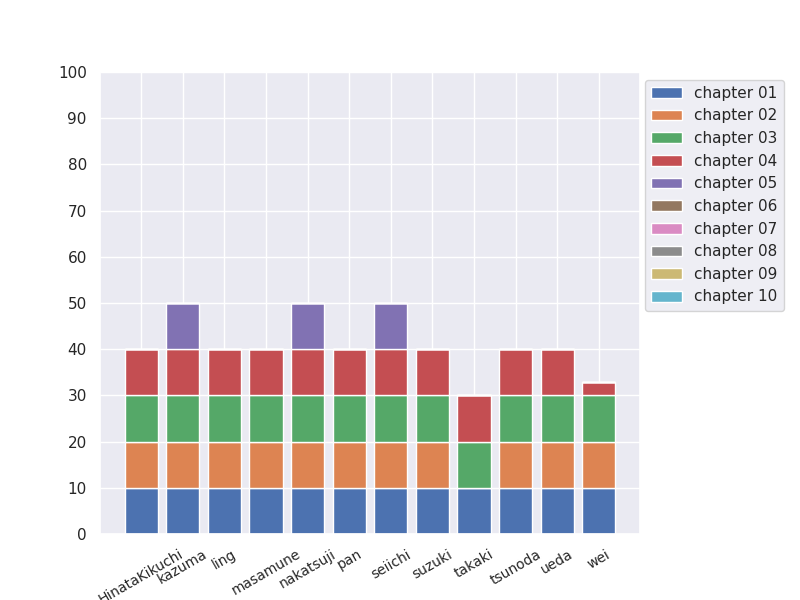 100
90
80
70
60
50
40
30
20
10
0
HinataKikuchi
kazuma
ling
masamune
nakatsuji
pan
seiichi
suzuki
takaki
tsunoda
ueda
wei
chapter 01
chapter 02
chapter 03
chapter 04
chapter 05
chapter 06
chapter 07
chapter 08
chapter 09
chapter 10